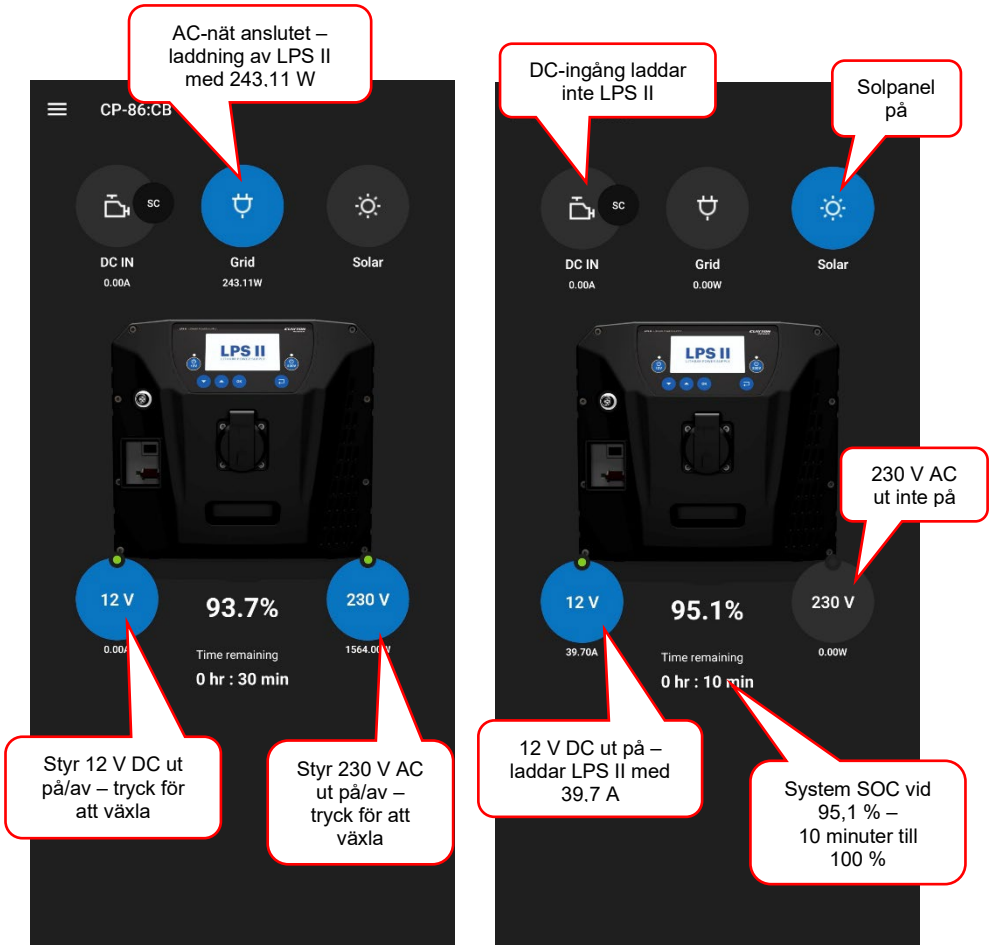 AC-nät anslutet –
laddning av LPS II
med 243,11 W
CP-86:CB
SC
DC IN
0.00A
Grid
243.11W
Solar
LPS II
12 V
0.00A
93.7%
Time remaining
0 hr : 30 min
230 V
1564.00W
Styr 12 V DC ut
på/av – tryck för
att växla
Styr 230 V AC
ut på/av –
tryck för att
växla
DC-ingång laddar
inte LPS II
Solpanel
på
SC
DC IN
0.00A
Grid
0.00W
Solar
LPS II
230 V AC
ut inte på
12 V
39.70A
95.1%
Time remaining
0 hr : 10 min
230 V
0.00W
12 V DC ut på –
laddar LPS II med
39,7 A
System SOC vid
95,1 % –
10 minuter till
100 %